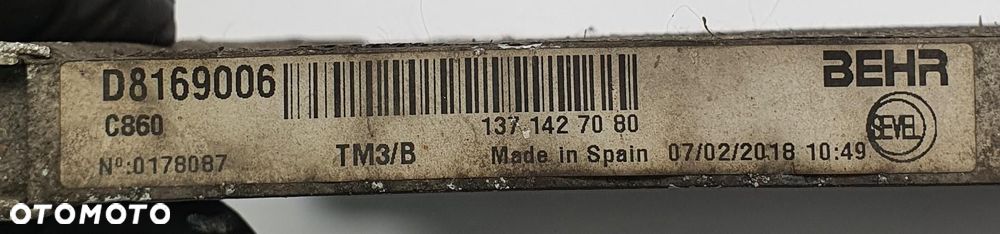 D8169006
BEHR
C860
137 142 70 80
SEVEL
Nº:0178087
TM3/B
Made in Spain
07/02/2018 10:49
OTOMOTO